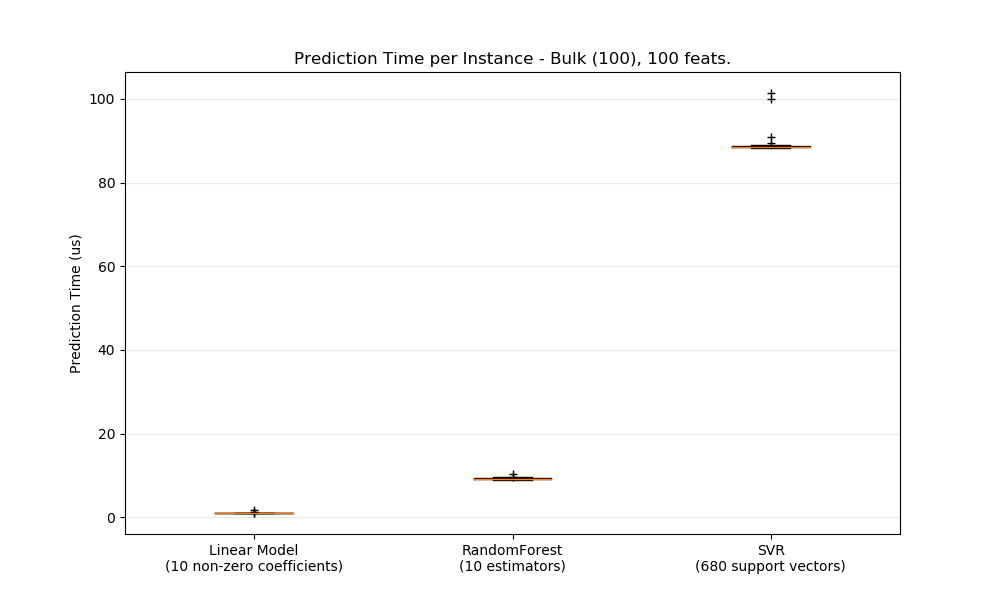 Prediction Time per Instance - Bulk (100), 100 feats.
Prediction Time (us)
100
80
60
40
20
0
Linear Model
(10 non-zero coefficients)
RandomForest
(10 estimators)
SVR
(680 support vectors)